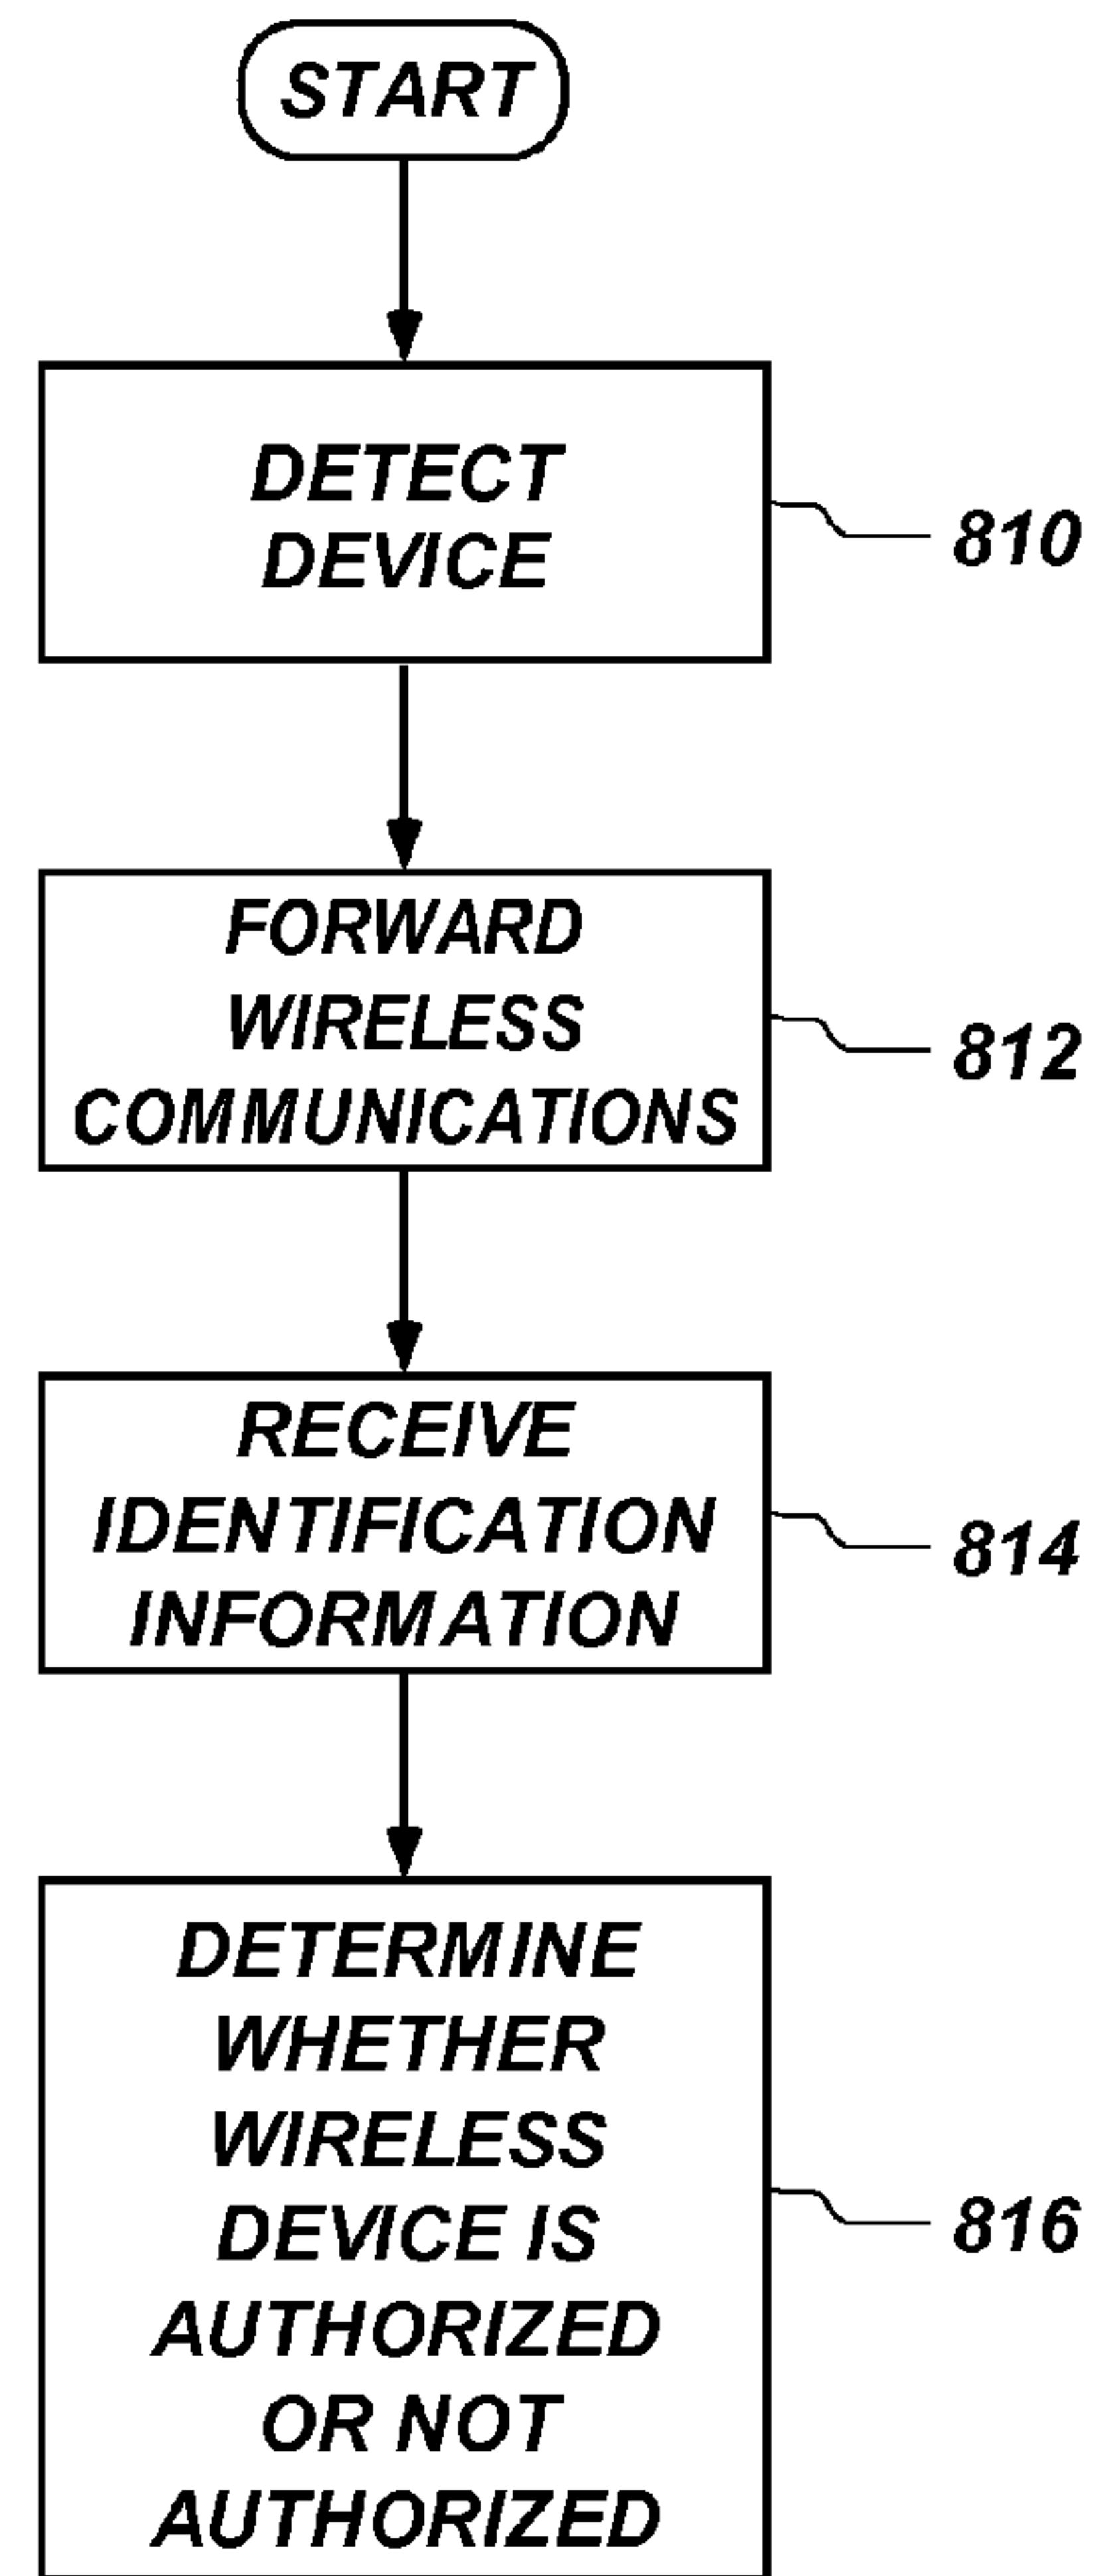 START
DETECT
DEVICE
810
FORWARD
WIRELESS
COMMUNICATIONS
812
RECEIVE
IDENTIFICATION
INFORMATION
814
DETERMINE
WHETHER
WIRELESS
DEVICE IS
AUTHORIZED
OR NOT
AUTHORIZED
816